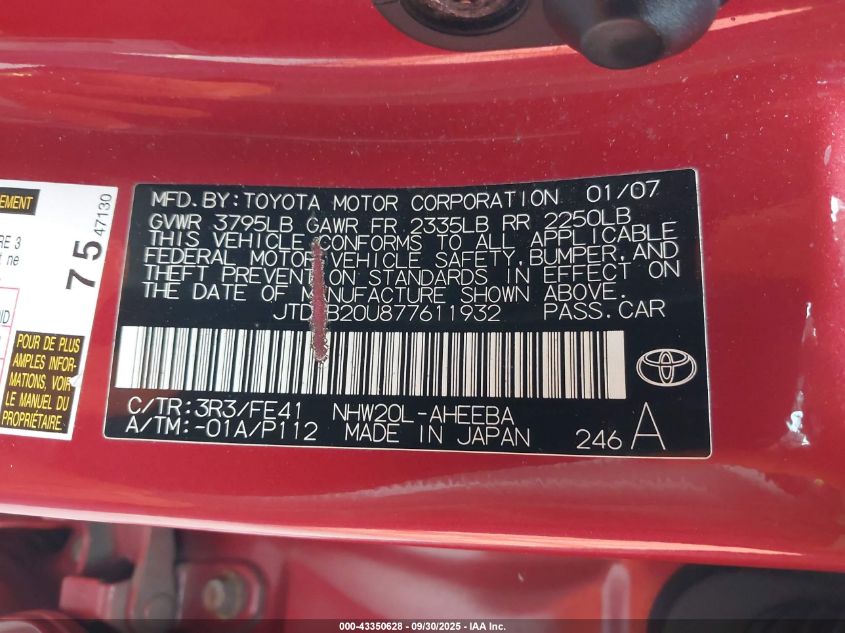 MFD. BY: TOYOTA MOTOR CORPORATION 01/07
GVWR 3795LB GAWR FR 2335LB RR 2250LB
THIS VEHICLE CONFORMS TO ALL APPLICABLE
FEDERAL MOTOR VEHICLE SAFETY, BUMPER, AND
THEFT PREVENTION STANDARDS IN EFFECT ON
THE DATE OF MANUFACTURE SHOWN ABOVE.
JTD B20U877611932 PASS. CAR
C/TR:3R3/FE41 NHW20L-AHEEBA
A/TM:-01A/P112 MADE IN JAPAN 246 A
75
47130
POUR DE PLUS
AMPLES INFOR-
MATIONS, VOIR
LE MANUEL DU
PROPRIÉTAIRE
000-43350628 - 09/30/2025 - IAA Inc.